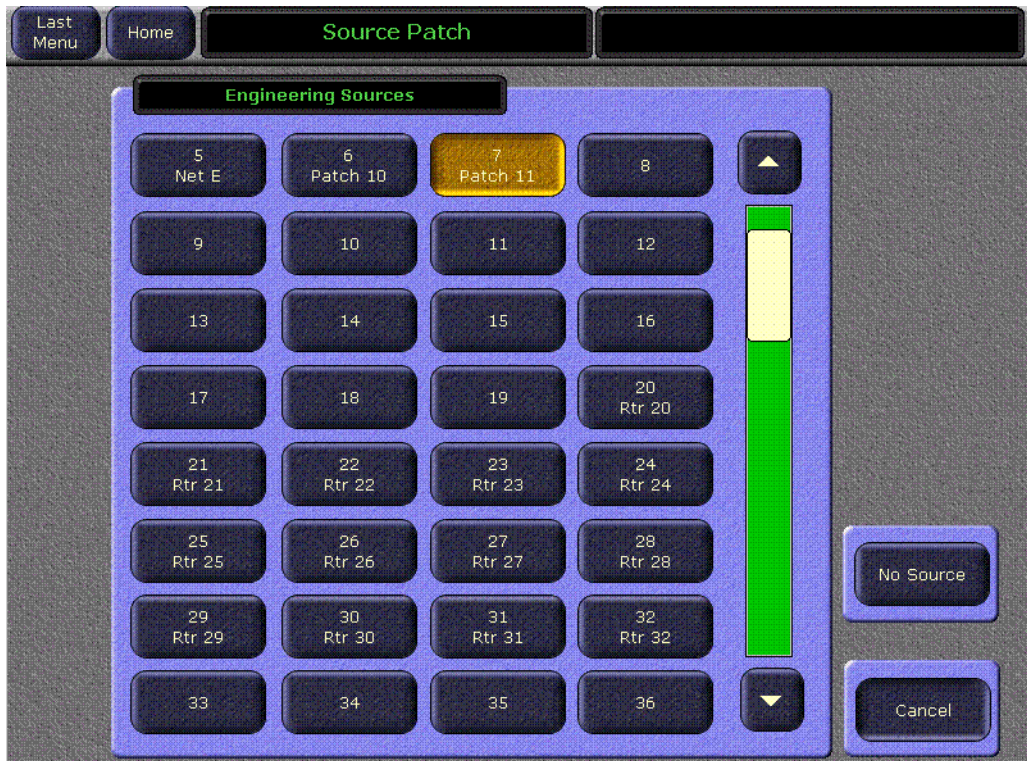 Last
Menu
Home
Source Patch
Engineering Sources
5
Net E
6
Patch 10
7
Patch 11
8
9
10
11
12
13
14
15
16
17
18
19
20
Rtr 20
21
Rtr 21
22
Rtr 22
23
Rtr 23
24
Rtr 24
25
Rtr 25
26
Rtr 26
27
Rtr 27
28
Rtr 28
29
Rtr 29
30
Rtr 30
31
Rtr 31
32
Rtr 32
33
34
35
36
No Source
Cancel